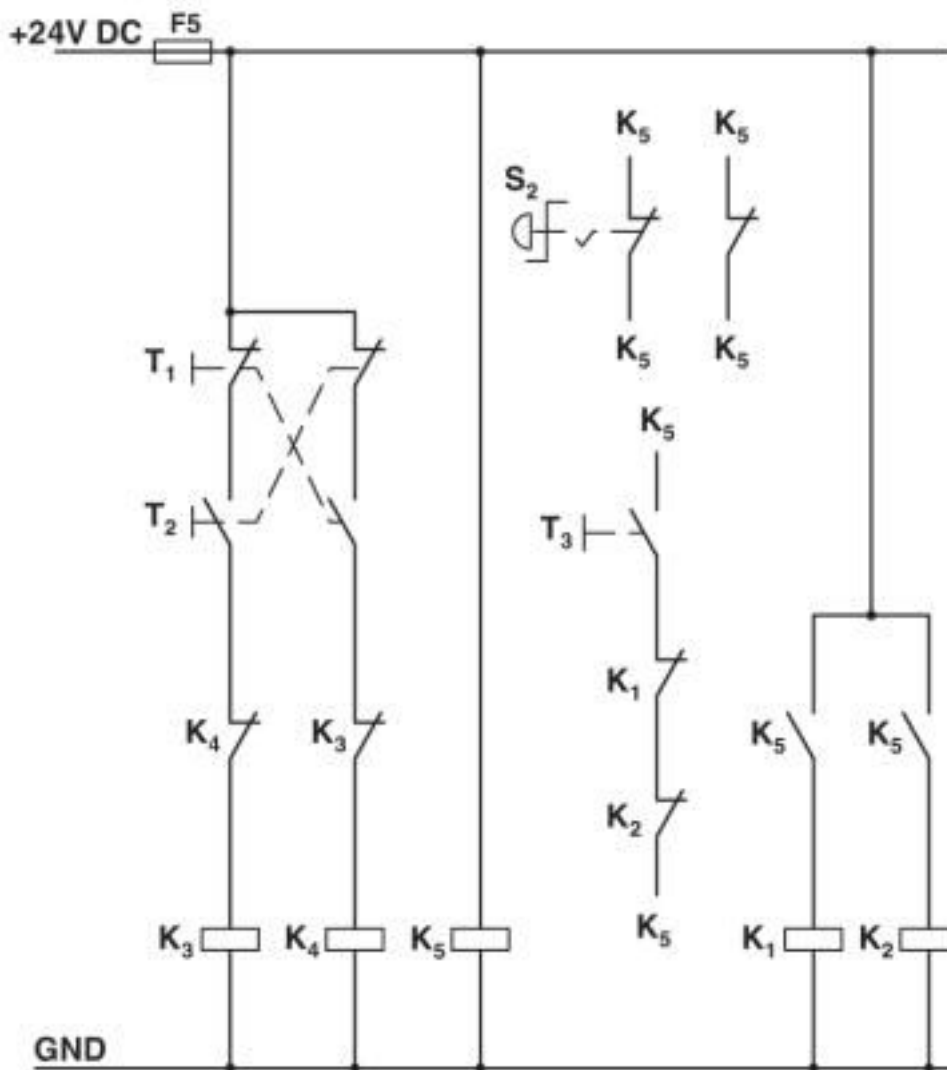 +24V DC F5
K₅ K₅
S₂
K₅ K₅
T₁
K₅
T₂ T₃
K₁
K₄ K₃ K₅ K₅
K₂
K₃ K₄ K₅ K₅ K₁ K₂
GND